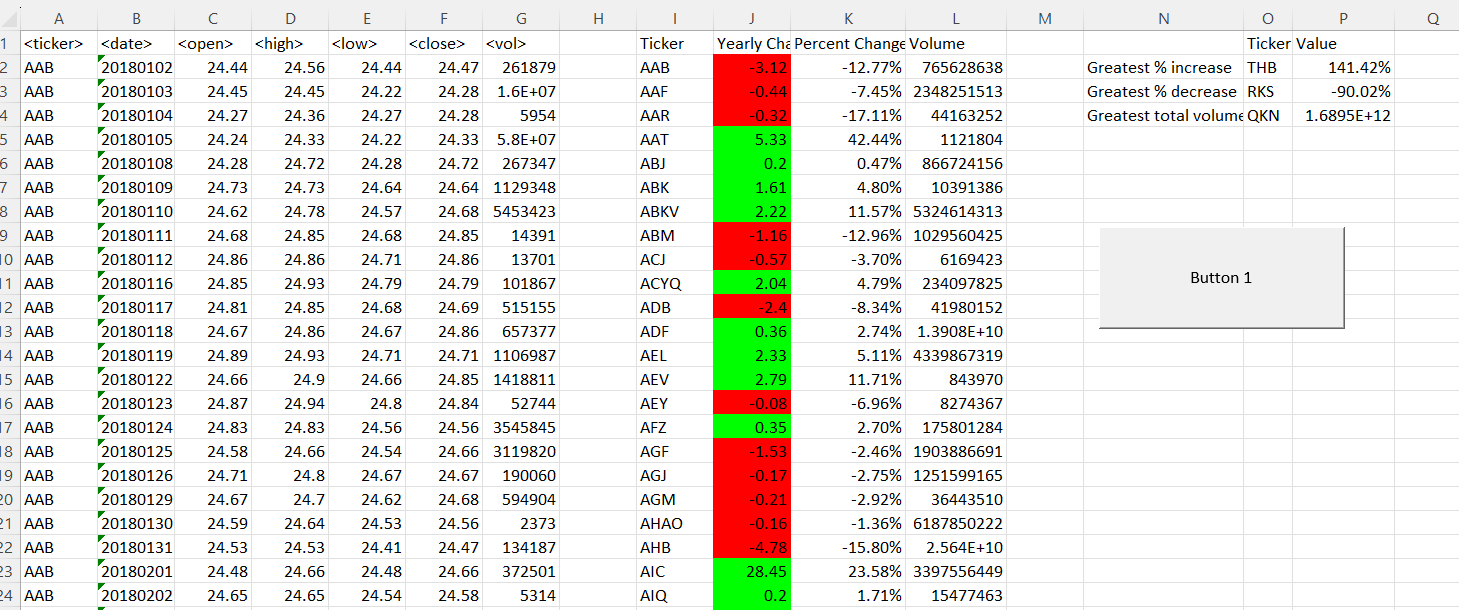 A B C D E F G H I J K L M N O P Q
1 <ticker> <date> <open> <high> <low> <close> <vol> Ticker Yearly Cha Percent Change Volume Ticker Value
2 AAB 20180102 24.44 24.56 24.44 24.47 261879 AAB -3.12 -12.77% 765628638 Greatest % increase THB 141.42%
3 AAB 20180103 24.45 24.45 24.22 24.28 1.6E+07 AAF -0.44 -7.45% 2348251513 Greatest % decrease RKS -90.02%
4 AAB 20180104 24.27 24.36 24.27 24.28 5954 AAR -0.32 -17.11% 44163252 Greatest total volume QKN 1.6895E+12
5 AAB 20180105 24.24 24.33 24.22 24.33 5.8E+07 AAT 5.33 42.44% 1121804
6 AAB 20180108 24.28 24.72 24.28 24.72 267347 ABJ 0.2 0.47% 866724156
7 AAB 20180109 24.73 24.73 24.64 24.64 1129348 ABK 1.61 4.80% 10391386
8 AAB 20180110 24.62 24.78 24.57 24.68 5453423 ABKV 2.22 11.57% 5324614313
9 AAB 20180111 24.68 24.85 24.68 24.85 14391 ABM -1.16 -12.96% 1029560425
10 AAB 20180112 24.86 24.86 24.71 24.86 13701 ACJ -0.57 -3.70% 6169423
11 AAB 20180116 24.85 24.93 24.79 24.79 101867 ACYQ 2.04 4.79% 234097825
Button 1
12 AAB 20180117 24.81 24.85 24.68 24.69 515155 ADB -2.4 -8.34% 41980152
13 AAB 20180118 24.67 24.86 24.67 24.86 657377 ADF 0.36 2.74% 1.3908E+10
14 AAB 20180119 24.89 24.93 24.71 24.71 1106987 AEL 2.33 5.11% 4339867319
15 AAB 20180122 24.66 24.9 24.66 24.85 1418811 AEV 2.79 11.71% 843970
16 AAB 20180123 24.87 24.94 24.8 24.84 52744 AEY -0.08 -6.96% 8274367
17 AAB 20180124 24.83 24.83 24.56 24.56 3545845 AFZ 0.35 2.70% 175801284
18 AAB 20180125 24.58 24.66 24.54 24.66 3119820 AGF -1.53 -2.46% 1903886691
19 AAB 20180126 24.71 24.8 24.67 24.67 190060 AGJ -0.17 -2.75% 1251599165
20 AAB 20180129 24.67 24.7 24.62 24.68 594904 AGM -0.21 -2.92% 36443510
21 AAB 20180130 24.59 24.64 24.53 24.56 2373 AHAO -0.16 -1.36% 6187850222
22 AAB 20180131 24.53 24.53 24.41 24.47 134187 AHB -4.78 -15.80% 2.564E+10
23 AAB 20180201 24.48 24.66 24.48 24.66 372501 AIC 28.45 23.58% 3397556449
24 AAB 20180202 24.65 24.65 24.54 24.58 5314 AIQ 0.2 1.71% 15477463